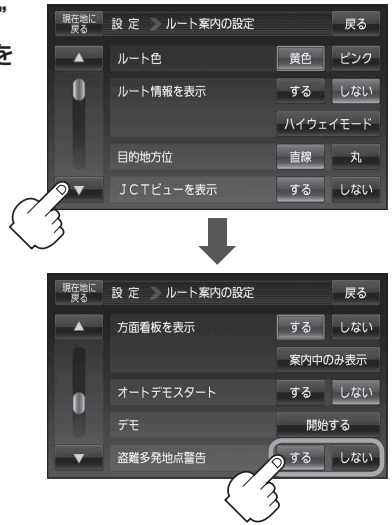 ”
を
現在地に戻る 設 定 ルート案内の設定 戻る
▲ ルート色 黄色 ピンク
ルート情報を表示 する しない
ハイウェイモード
目的地方位 直線 丸
▼ JCTビューを表示 する しない
現在地に戻る 設 定 ルート案内の設定 戻る
▲ 方面看板を表示 する しない
案内中のみ表示
オートデモスタート する しない
デモ 開始する
▼ 盗難多発地点警告 する しない